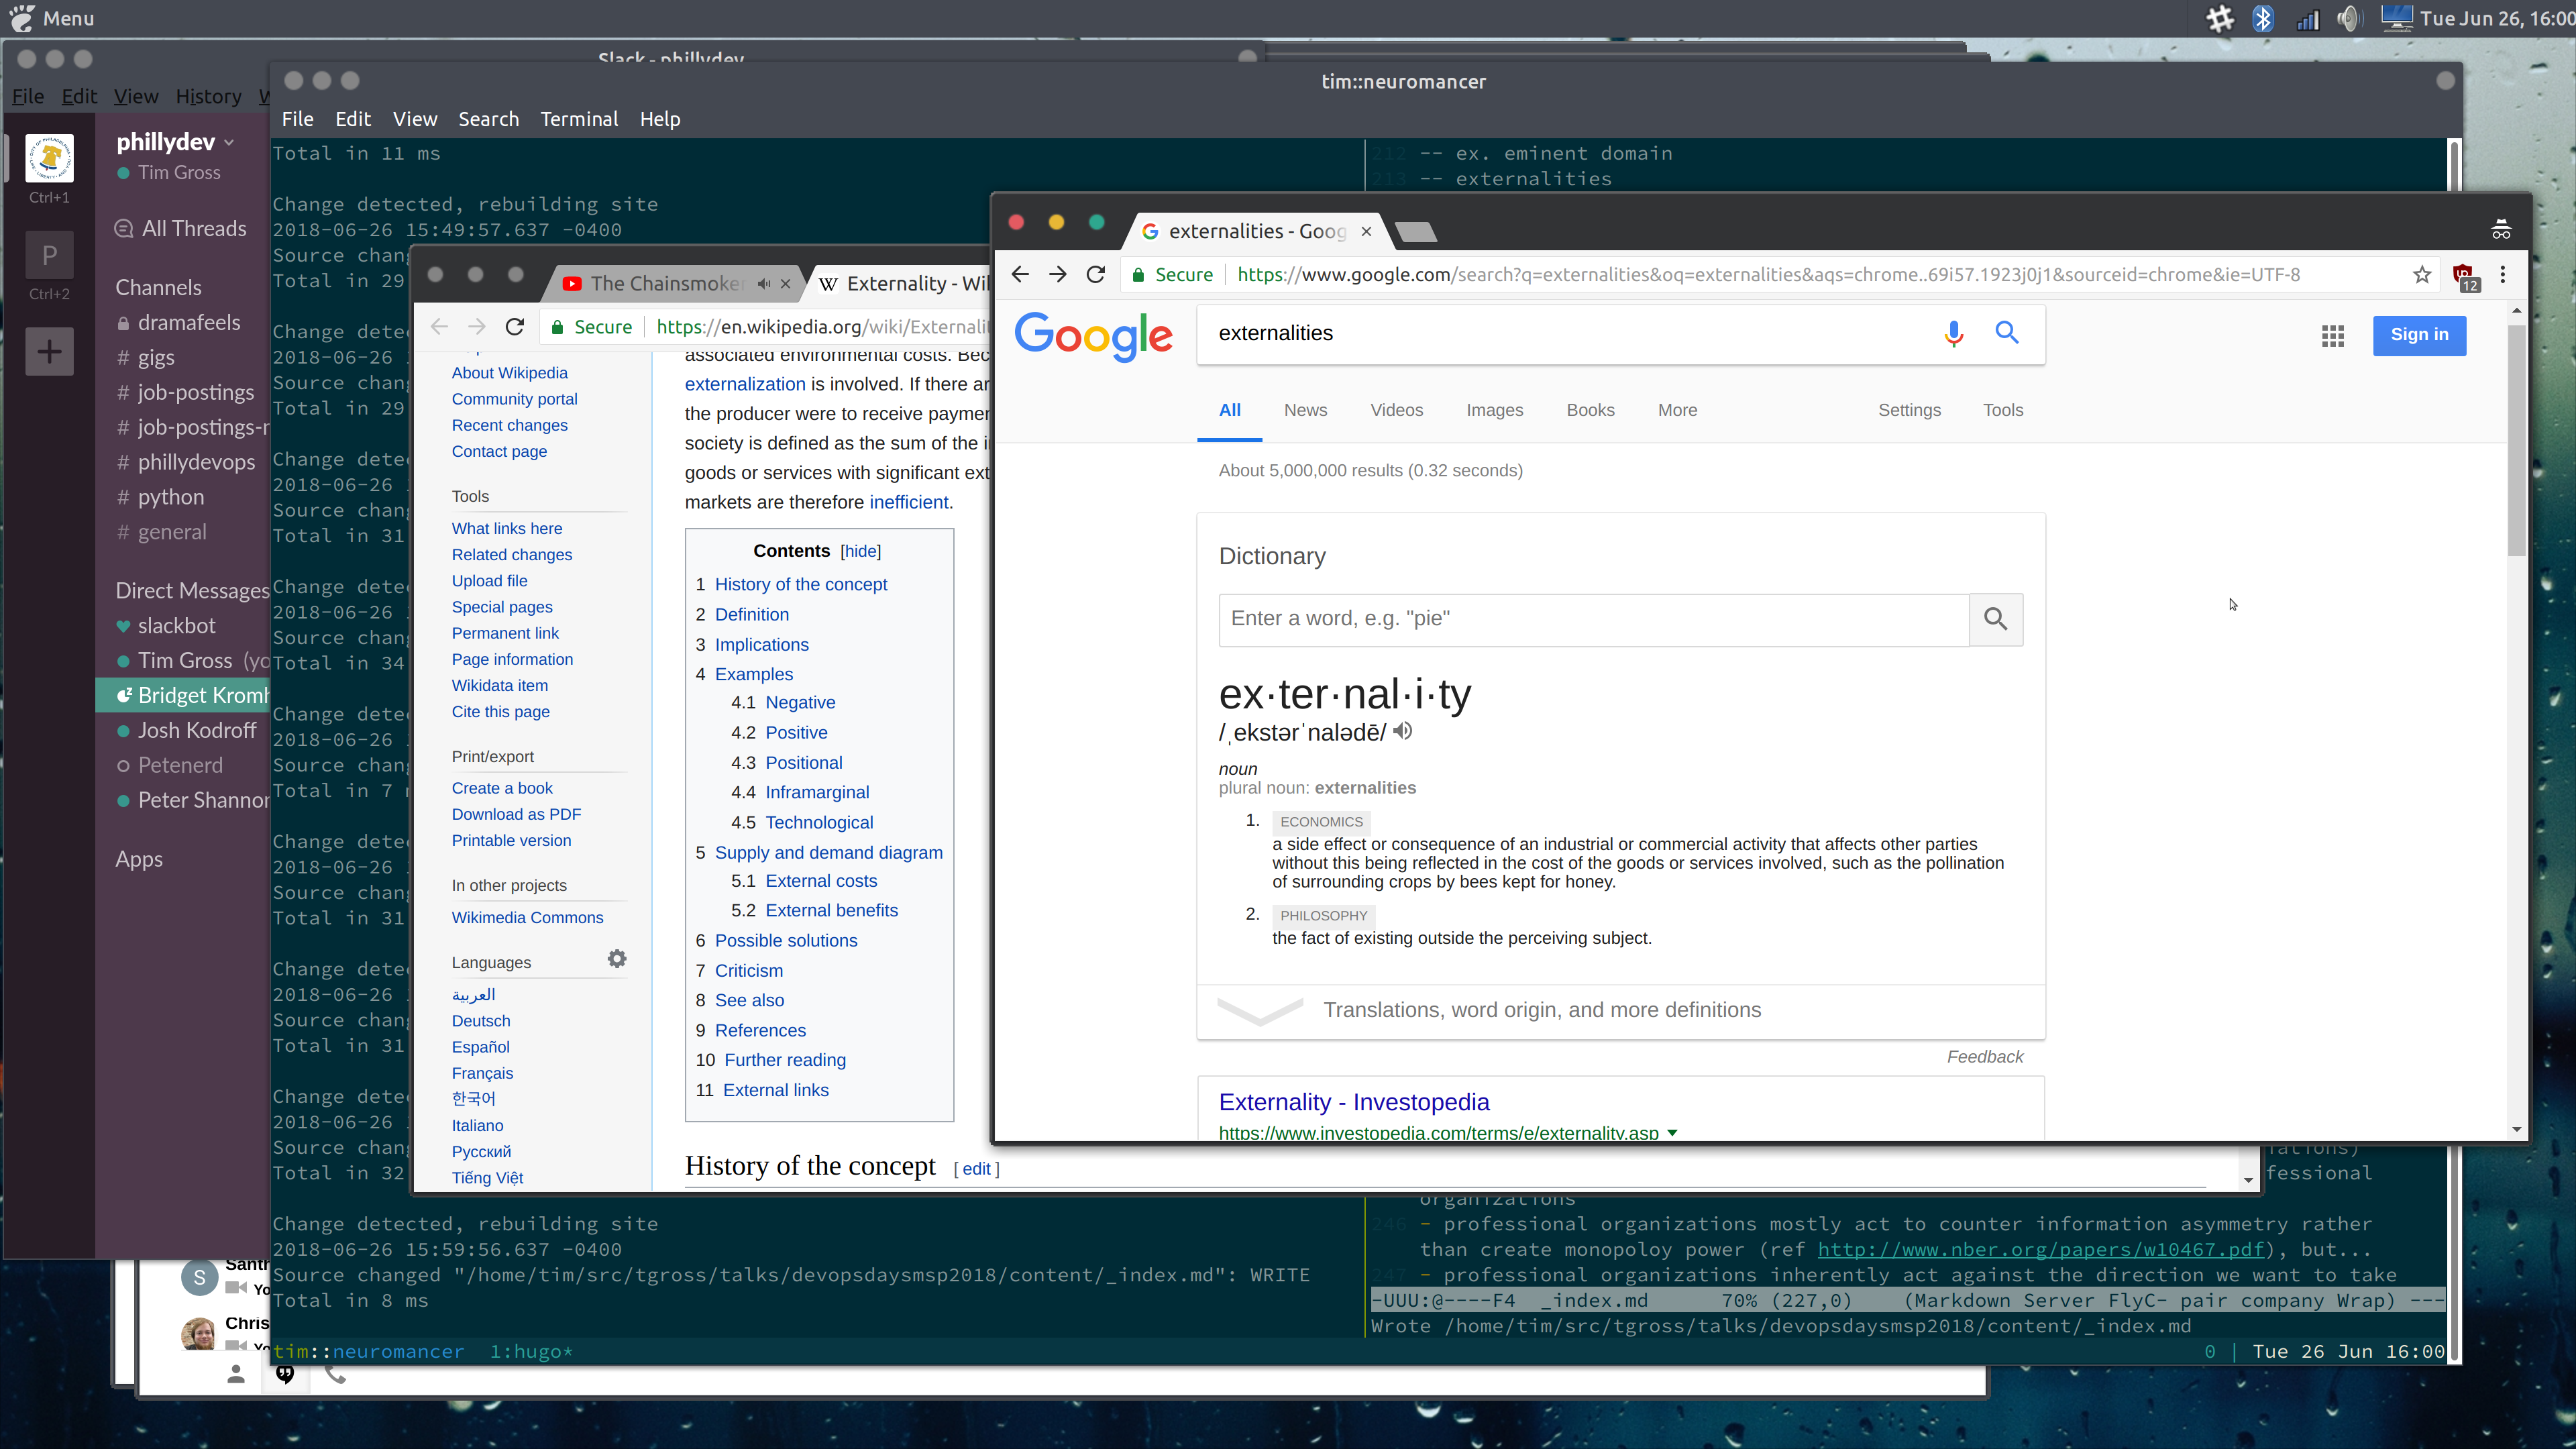 Menu
Tue Jun 26, 16:00
Slack - phillydev
File Edit View History
phillydev
Tim Gross
Ctrl+1
All Threads
P
Ctrl+2
Channels
dramafeels
# gigs
# job-postings
# job-postings-r
# phillydevops
# python
# general
Direct Messages
slackbot
Tim Gross (yo
Bridget Kromh
Josh Kodroff
Petenerd
Peter Shannon
Apps
S
Santh
Yo
Chris
Yo
tim::neuromancer
File Edit View Search Terminal Help
Total in 11 ms
Change detected, rebuilding site
2018-06-26 15:49:57.637 -0400
Source chang
Total in 29
Change detec
2018-06-26
Source chang
Total in 29
Change detec
2018-06-26
Source chang
Total in 31
Change detec
2018-06-26
Source chang
Total in 34
Change detec
2018-06-26
Source chang
Total in 7 m
Change detec
2018-06-26
Source chang
Total in 31
Change detec
2018-06-26
Source chang
Total in 31
Change detec
2018-06-26
Source chang
Total in 32
Change detected, rebuilding site
2018-06-26 15:59:56.637 -0400
Source changed "/home/tim/src/tgross/talks/devopsdaysmsp2018/content/_index.md": WRITE
Total in 8 ms
212 -- ex. eminent domain
213 -- externalities
fessional
organizations
246 - professional organizations mostly act to counter information asymmetry rather
than create monopoloy power (ref http://www.nber.org/papers/w10467.pdf), but...
247 - professional organizations inherently act against the direction we want to take
-UUU:@----F4 _index.md 70% (227,0) (Markdown Server FlyC- pair company Wrap) ---
Wrote /home/tim/src/tgross/talks/devopsdaysmsp2018/content/_index.md
tim::neuromancer 1:hugo*
0 | Tue 26 Jun 16:00
The Chainsmoker
Externality - Wil
Secure https://en.wikipedia.org/wiki/Externalit
About Wikipedia
Community portal
Recent changes
Contact page
Tools
What links here
Related changes
Upload file
Special pages
Permanent link
Page information
Wikidata item
Cite this page
Print/export
Create a book
Download as PDF
Printable version
In other projects
Wikimedia Commons
Languages
العربية
Deutsch
Español
Français
한국어
Italiano
Русский
Tiếng Việt
associated environmental costs. Bec
externalization is involved. If there ar
the producer were to receive paymen
society is defined as the sum of the i
goods or services with significant ext
markets are therefore inefficient.
Contents [hide]
1 History of the concept
2 Definition
3 Implications
4 Examples
4.1 Negative
4.2 Positive
4.3 Positional
4.4 Inframarginal
4.5 Technological
5 Supply and demand diagram
5.1 External costs
5.2 External benefits
6 Possible solutions
7 Criticism
8 See also
9 References
10 Further reading
11 External links
History of the concept [ edit ]
externalities - Goog
Secure https://www.google.com/search?q=externalities&oq=externalities&aqs=chrome..69i57.1923j0j1&sourceid=chrome&ie=UTF-8
12
Google
externalities
Sign in
All News Videos Images Books More Settings Tools
About 5,000,000 results (0.32 seconds)
Dictionary
Enter a word, e.g. "pie"
ex·ter·nal·i·ty
/ˌekstərˈnalədē/
noun
plural noun: externalities
1. ECONOMICS
a side effect or consequence of an industrial or commercial activity that affects other parties
without this being reflected in the cost of the goods or services involved, such as the pollination
of surrounding crops by bees kept for honey.
2. PHILOSOPHY
the fact of existing outside the perceiving subject.
Translations, word origin, and more definitions
Feedback
Externality - Investopedia
https://www.investopedia.com/terms/e/externality.asp